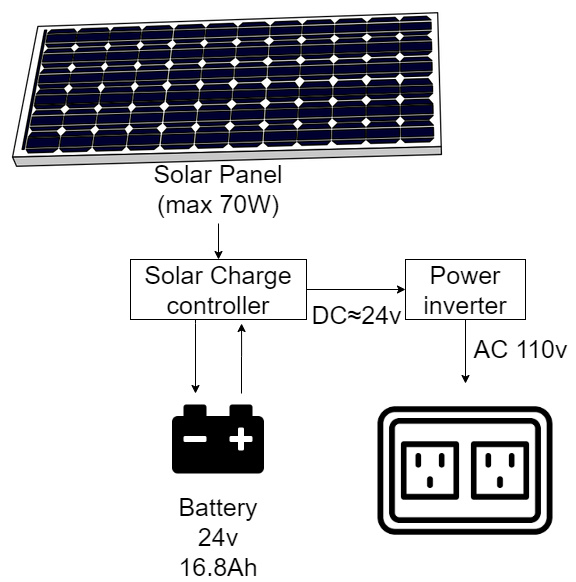 Solar Panel
(max 70W)
Solar Charge
controller
DC≈24v
Power
inverter
AC 110v
Battery
24v
16.8Ah